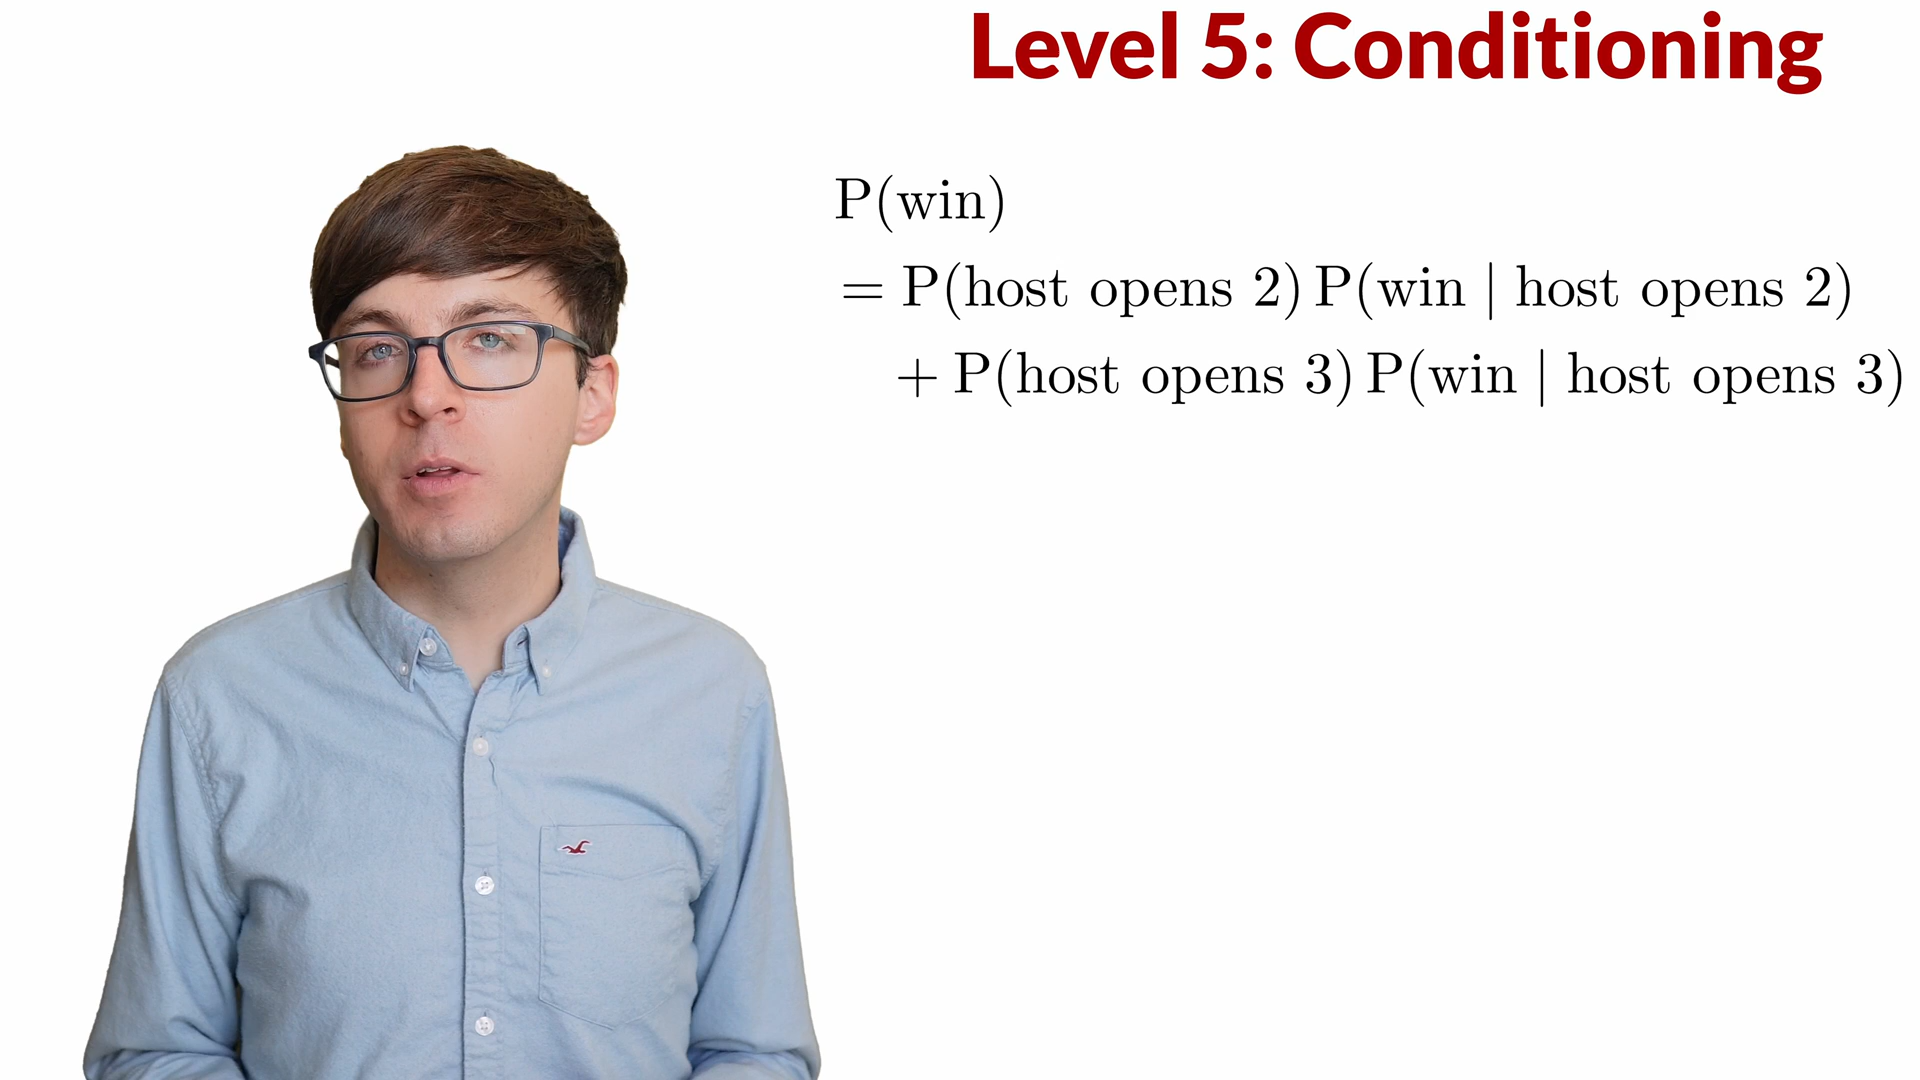 Level 5: Conditioning
P(win)
= P(host opens 2) P(win | host opens 2)
+ P(host opens 3) P(win | host opens 3)